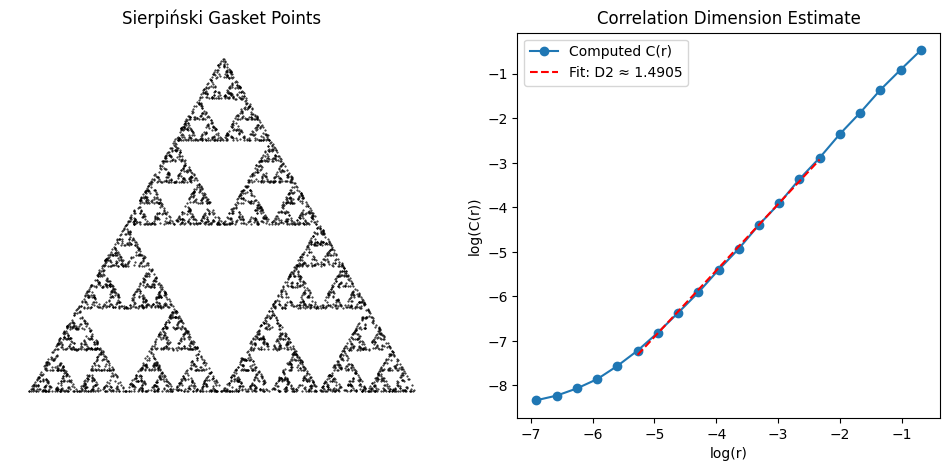 Sierpiński Gasket Points
Correlation Dimension Estimate
Computed C(r)
Fit: D2 ≈ 1.4905
log(C(r))
−1
−2
−3
−4
−5
−6
−7
−8
−7
−6
−5
−4
−3
−2
−1
log(r)